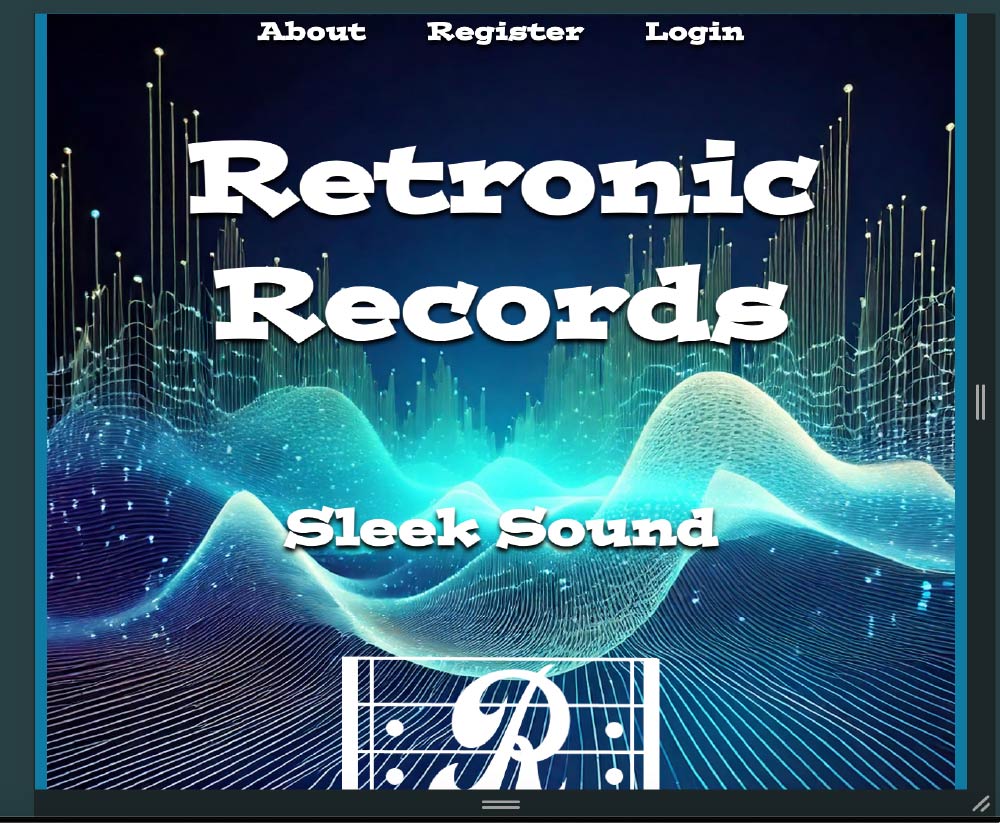 About Register Login
Retronic
Records
Sleek Sound
R